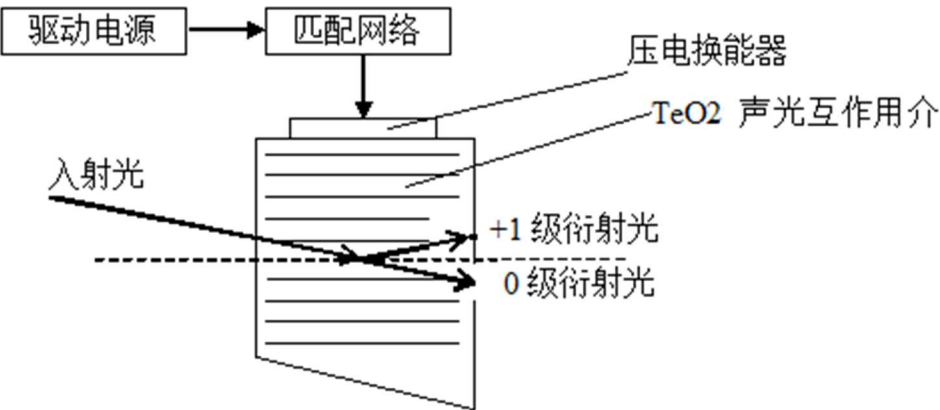 驱动电源
匹配网络
压电换能器
TeO2 声光互作用介
入射光
+1 级衍射光
0 级衍射光